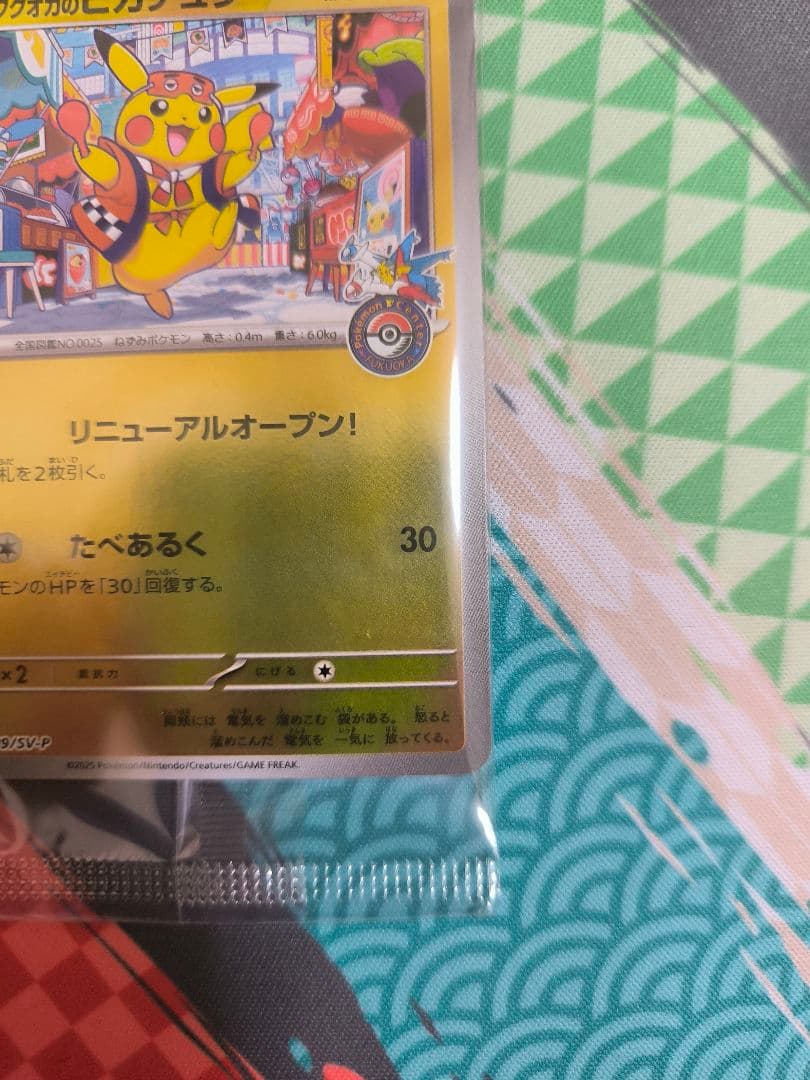 フクオカのピカチュウ
全国図鑑NO.0025 ねずみポケモン 高さ:0.4m 重さ:6.0kg
Pokémon Center
FUKUOKA
リニューアルオープン!
札を2枚引く。
たべあるく 30
モンのHPを「30」回復する。
×2 抵抗力 にげる
両頬には 電気を 溜めこむ 袋がある。 怒ると
溜めこんだ 電気を 一気に 放ってくる。
9/SV-P
©2025 Pokémon/Nintendo/Creatures/GAME FREAK.